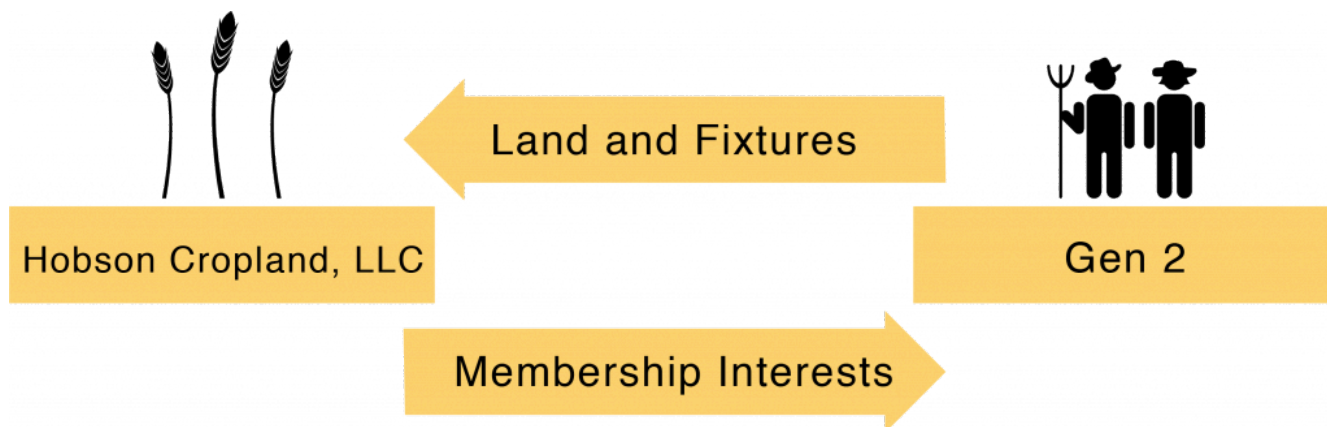 Land and Fixtures
Hobson Cropland, LLC
Gen 2
Membership Interests